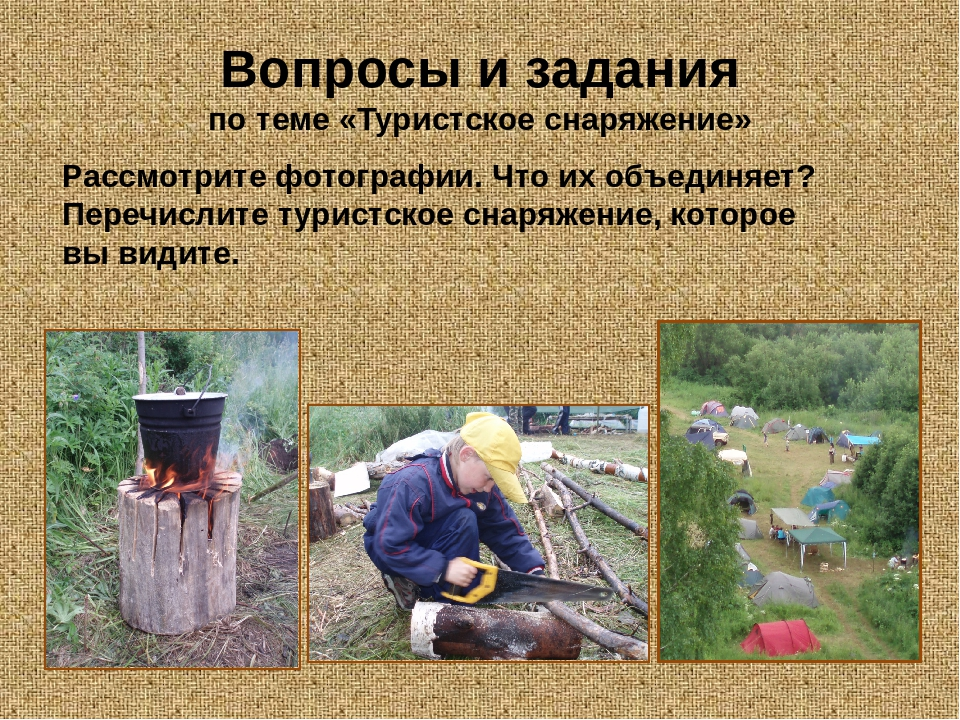 Вопросы и задания
по теме «Туристское снаряжение»
Рассмотрите фотографии. Что их объединяет?
Перечислите туристское снаряжение, которое
вы видите.